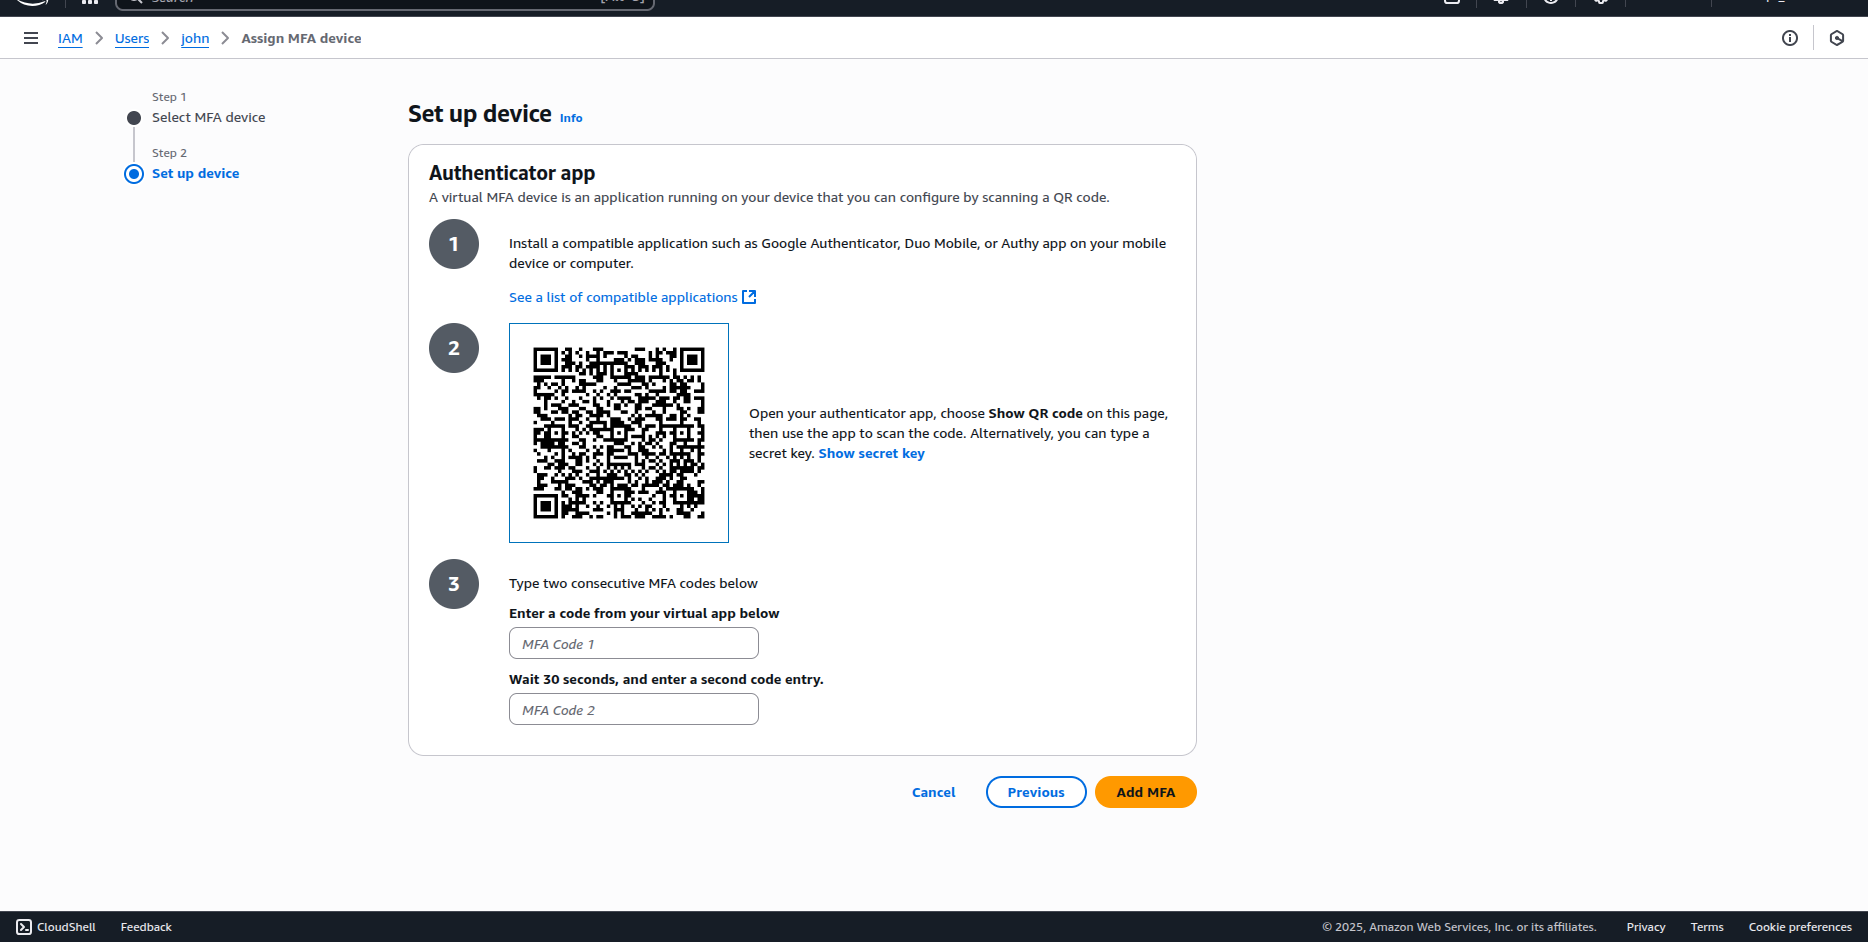 IAM > Users > john > Assign MFA device
Step 1
Select MFA device
Step 2
Set up device
Set up device Info
Authenticator app
A virtual MFA device is an application running on your device that you can configure by scanning a QR code.
1
Install a compatible application such as Google Authenticator, Duo Mobile, or Authy app on your mobile
device or computer.
See a list of compatible applications
2
Open your authenticator app, choose Show QR code on this page,
then use the app to scan the code. Alternatively, you can type a
secret key. Show secret key
3
Type two consecutive MFA codes below
Enter a code from your virtual app below
MFA Code 1
Wait 30 seconds, and enter a second code entry.
MFA Code 2
Cancel Previous Add MFA
CloudShell Feedback © 2025, Amazon Web Services, Inc. or its affiliates. Privacy Terms Cookie preferences